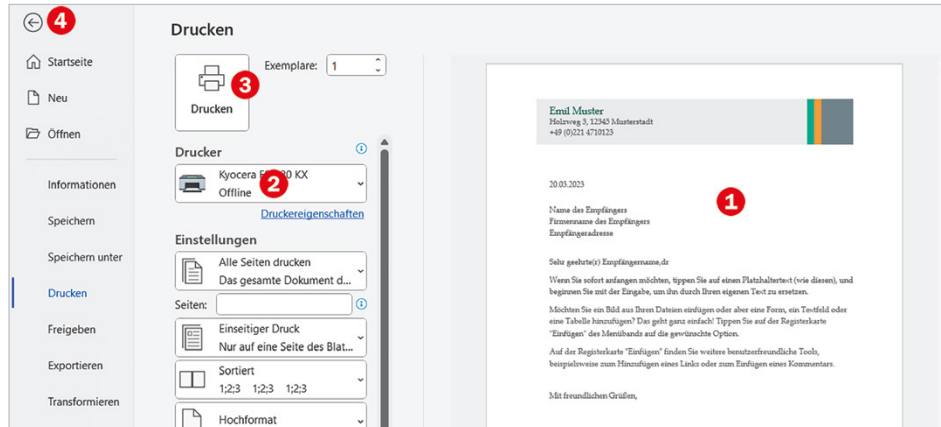 4
Startseite
Neu
Öffnen
Informationen
Speichern
Speichern unter
Drucken
Freigeben
Exportieren
Transformieren
Drucken
Exemplare: 1
3
Drucken
Drucker
Kyocera KX
Offline
2
Druckereigenschaften
Einstellungen
Alle Seiten drucken
Das gesamte Dokument d...
Seiten:
Einseitiger Druck
Nur auf eine Seite des Blat...
Sortiert
1;2;3 1;2;3 1;2;3
Hochformat
Emil Muster
Holzweg 3, 12345 Musterstadt
+49 (0)221 4710123
1
20.03.2023
Name des Empfängers
Firmenname des Empfängers
Empfängeradresse
Sehr geehrte(r) Empfängername,dr
Wenn Sie sofort anfangen möchten, tippen Sie auf einen Platzhaltertext (wie diesen), und
beginnen Sie mit der Eingabe, um ihn durch Ihren eigenen Text zu ersetzen.
Möchten Sie ein Bild aus Ihren Dateien einfügen oder aber eine Form, ein Textfeld oder
eine Tabelle hinzufügen? Das geht ganz einfach! Tippen Sie auf der Registerkarte
"Einfügen" des Menübands auf die gewünschte Option.
Auf der Registerkarte "Einfügen" finden Sie weitere benutzerfreundliche Tools,
beispielsweise zum Hinzufügen eines Links oder zum Einfügen eines Kommentars.
Mit freundlichen Grüßen,